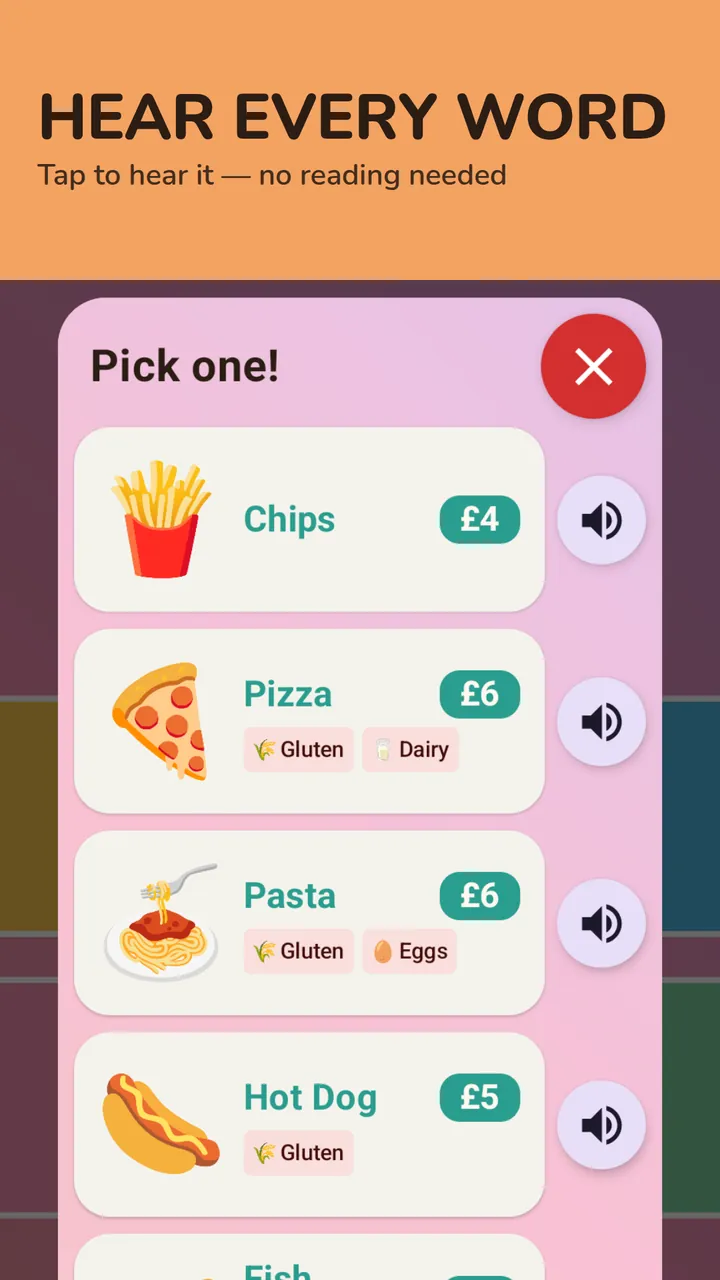 HEAR EVERY WORD
Tap to hear it — no reading needed
Pick one!
Chips £4
Pizza £6
Gluten Dairy
Pasta £6
Gluten Eggs
Hot Dog £5
Gluten
Fish